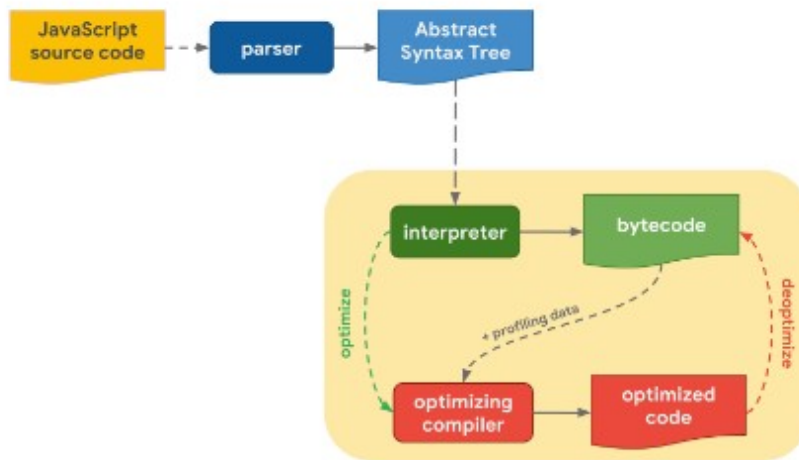 JavaScript
source code
parser
Abstract
Syntax Tree
interpreter
bytecode
optimize
+ profiling data
deoptimize
optimizing
compiler
optimized
code